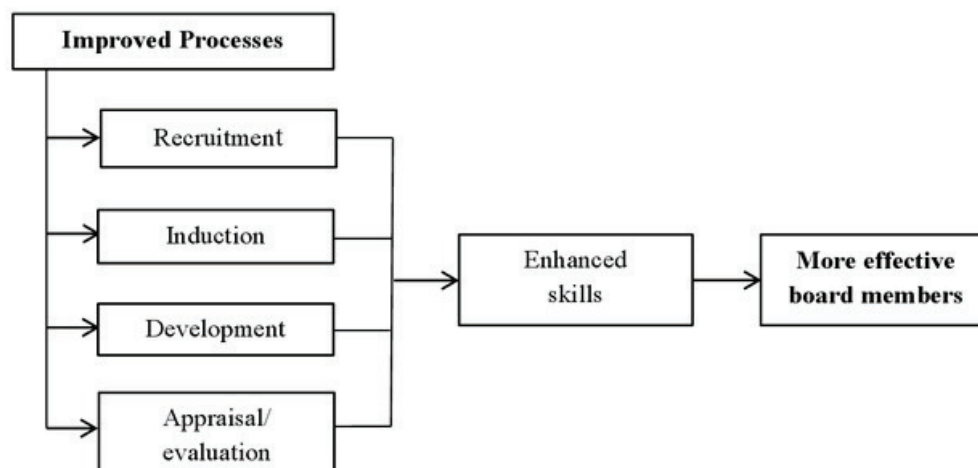 Improved Processes
Recruitment
Induction
Development
Appraisal/
evaluation
Enhanced
skills
More effective
board members